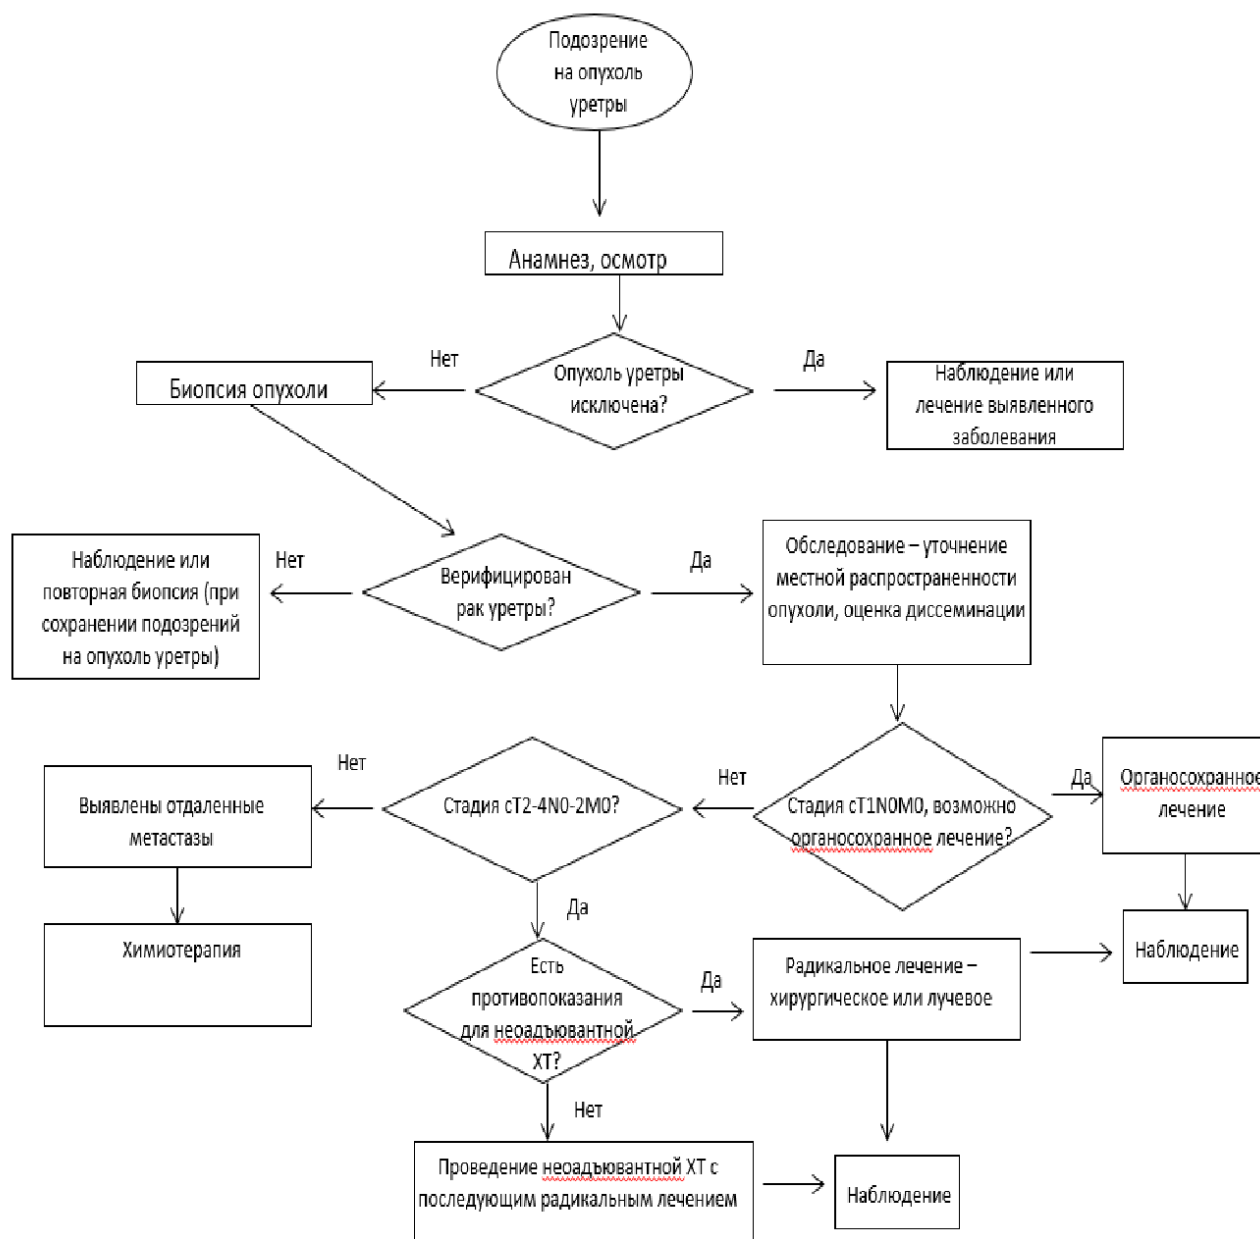 Подозрение
на опухоль
уретры
Анамнез, осмотр
Нет
Да
Биопсия опухоли
Опухоль уретры
исключена?
Наблюдение или
лечение выявленного
заболевания
Наблюдение или
повторная биопсия (при
сохранении подозрений
на опухоль уретры)
Нет
Верифицирован
рак уретры?
Да
Обследование – уточнение
местной распространенности
опухоли, оценка диссеминации
Выявлены отдаленные
метастазы
Нет
Стадия cT2-4N0-2M0?
Нет
Стадия cT1N0M0, возможно
органосохранное лечение?
Да
Органосохранное
лечение
Химиотерапия
Да
Есть
противопоказания
для неоадъювантной
ХТ?
Да
Радикальное лечение –
хирургическое или лучевое
Наблюдение
Нет
Проведение неоадъювантной ХТ с
последующим радикальным лечением
Наблюдение